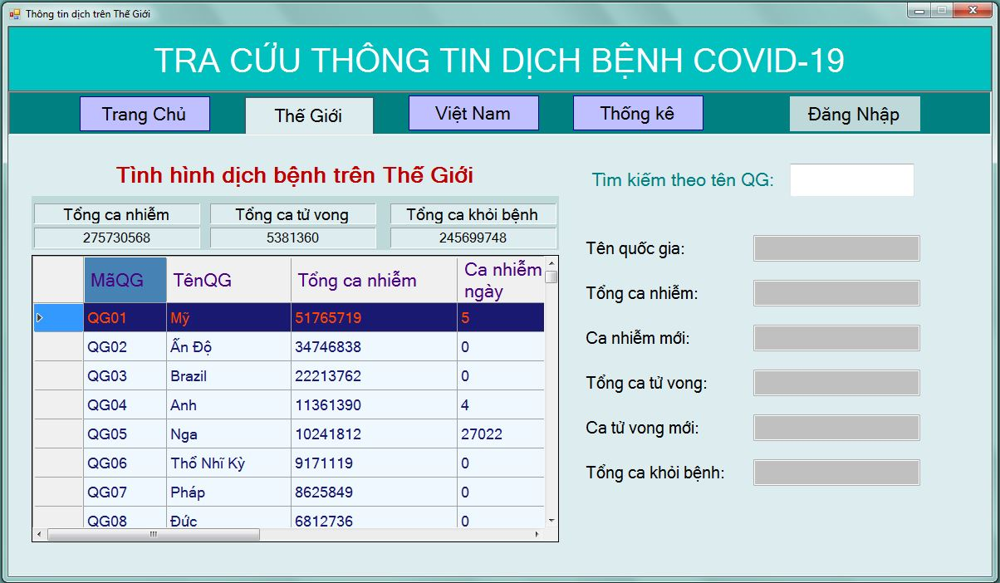 Thông tin dịch trên Thế Giới
TRA CỨU THÔNG TIN DỊCH BỆNH COVID-19
Trang Chủ Thế Giới Việt Nam Thống kê Đăng Nhập
Tình hình dịch bệnh trên Thế Giới
Tổng ca nhiễm Tổng ca tử vong Tổng ca khỏi bệnh
275730568 5381360 245699748
MãQG TênQG Tổng ca nhiễm Ca nhiễm
ngày
QG01 Mỹ 51765719 5
QG02 Ấn Độ 34746838 0
QG03 Brazil 22213762 0
QG04 Anh 11361390 4
QG05 Nga 10241812 27022
QG06 Thổ Nhĩ Kỳ 9171119 0
QG07 Pháp 8625849 0
QG08 Đức 6812736 0
Tìm kiếm theo tên QG:
Tên quốc gia:
Tổng ca nhiễm:
Ca nhiễm mới:
Tổng ca tử vong:
Ca tử vong mới:
Tổng ca khỏi bệnh: